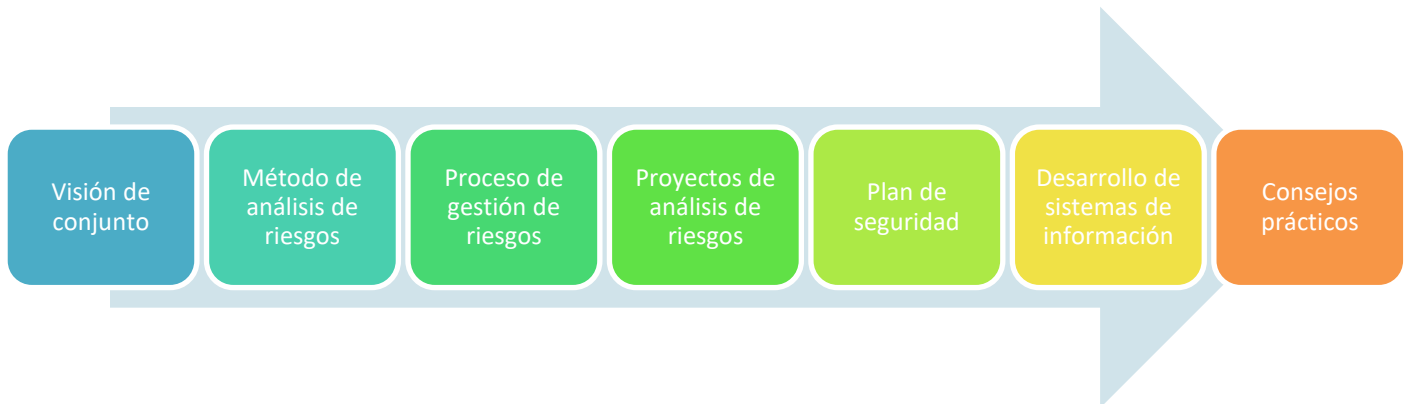 Visión de
conjunto
Método de
análisis de
riesgos
Proceso de
gestión de
riesgos
Proyectos de
análisis de
riesgos
Plan de
seguridad
Desarrollo de
sistemas de
información
Consejos
prácticos